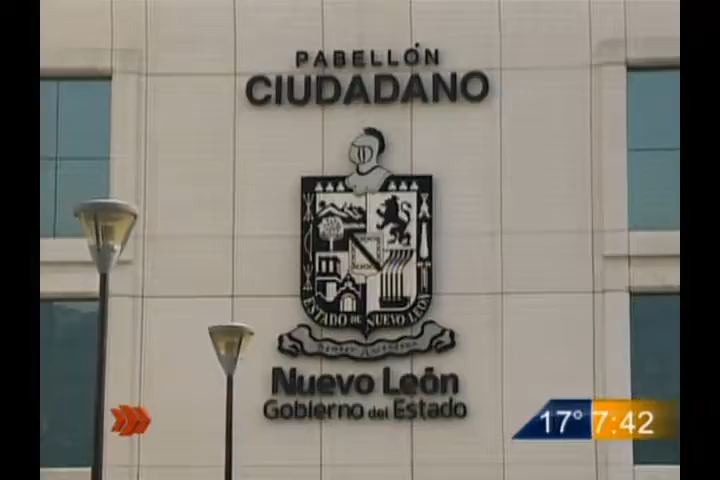 PABELLÓN
CIUDADANO
ESTADO DE NUEVO LEÓN
Nuevo León
Gobierno del Estado
17° 7:42